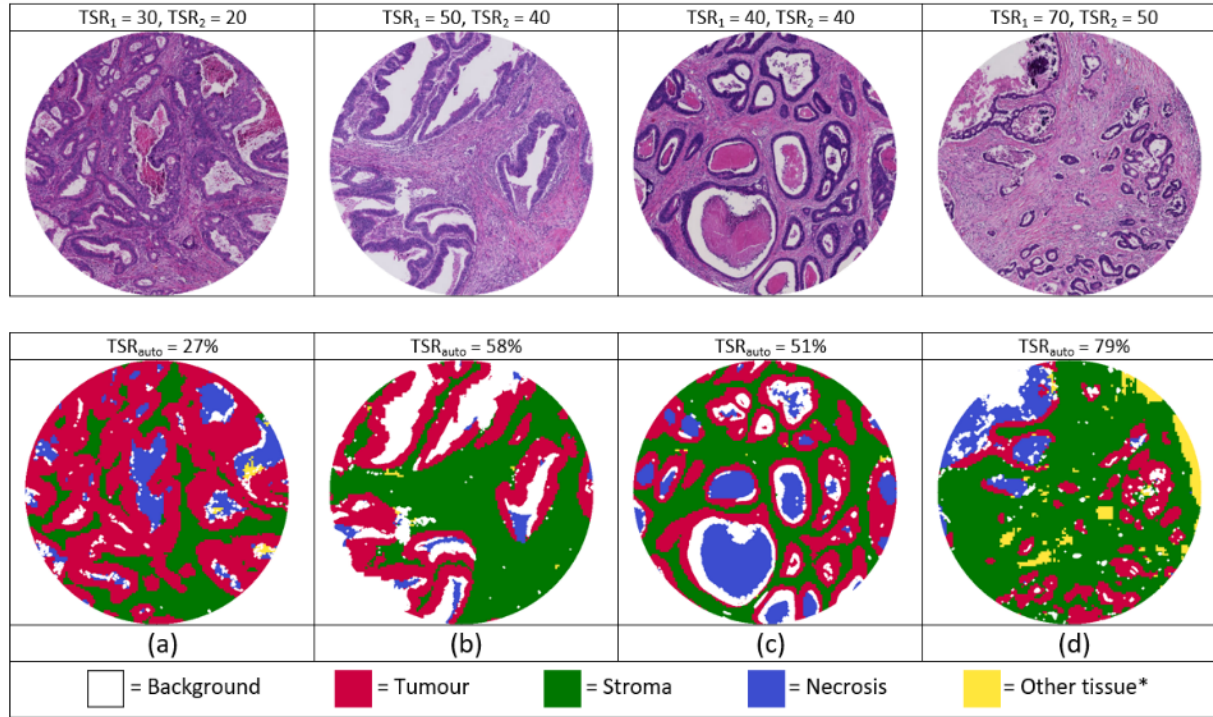 TSR₁ = 30, TSR₂ = 20
TSR₁ = 50, TSR₂ = 40
TSR₁ = 40, TSR₂ = 40
TSR₁ = 70, TSR₂ = 50
TSRauto = 27%
TSRauto = 58%
TSRauto = 51%
TSRauto = 79%
(a)
(b)
(c)
(d)
= Background
= Tumour
= Stroma
= Necrosis
= Other tissue*